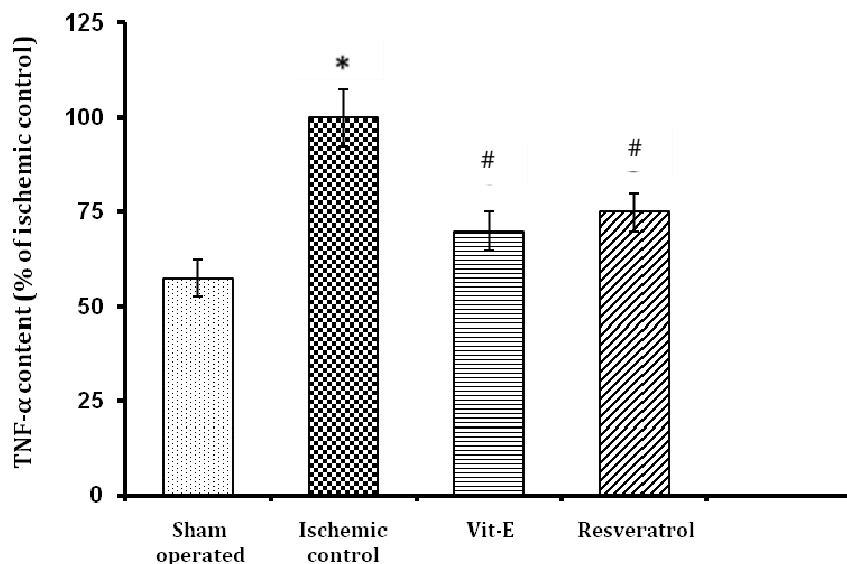 TNF-α content (% of ischemic control)
125
100
75
50
25
0
*
#
#
Sham
operated
Ischemic
control
Vit-E
Resveratrol